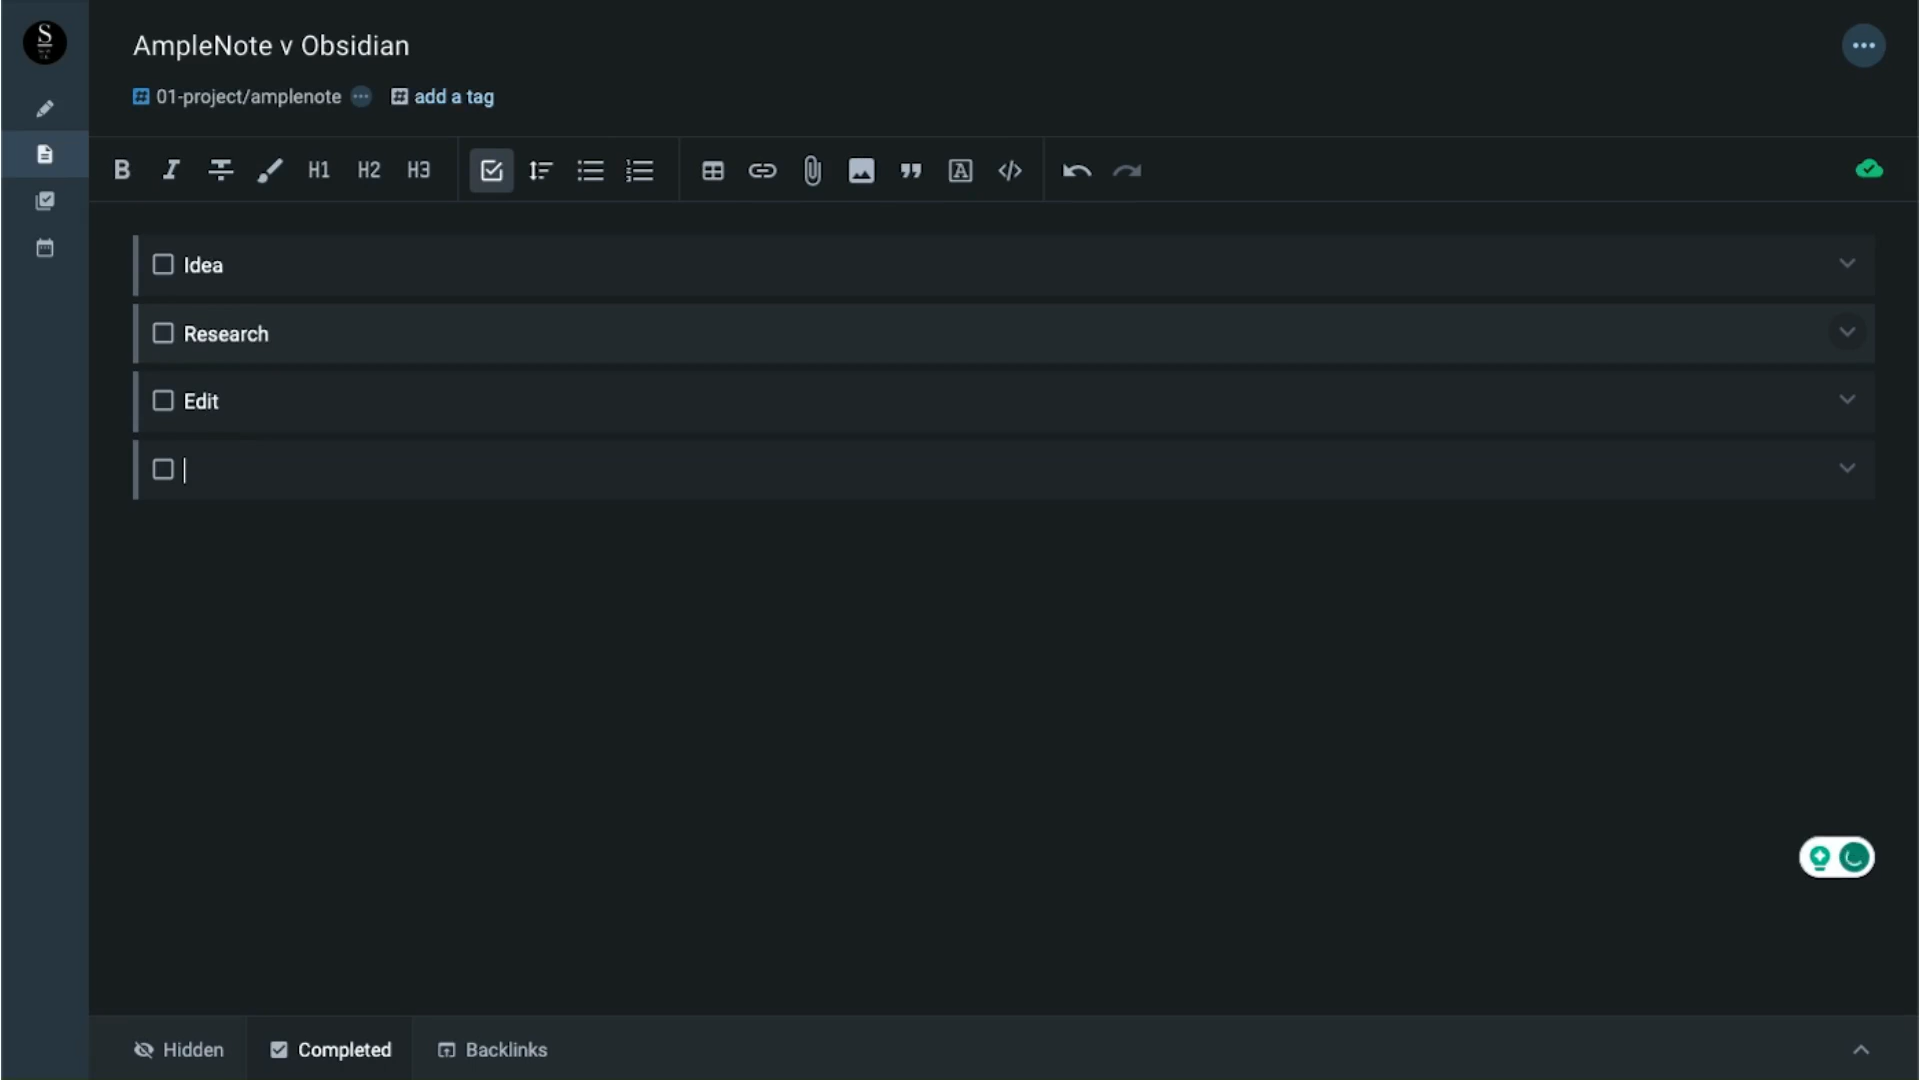 S
AmpleNote v Obsidian
01-project/amplenote ··· add a tag
B I H1 H2 H3
Idea
Research
Edit
Hidden Completed Backlinks